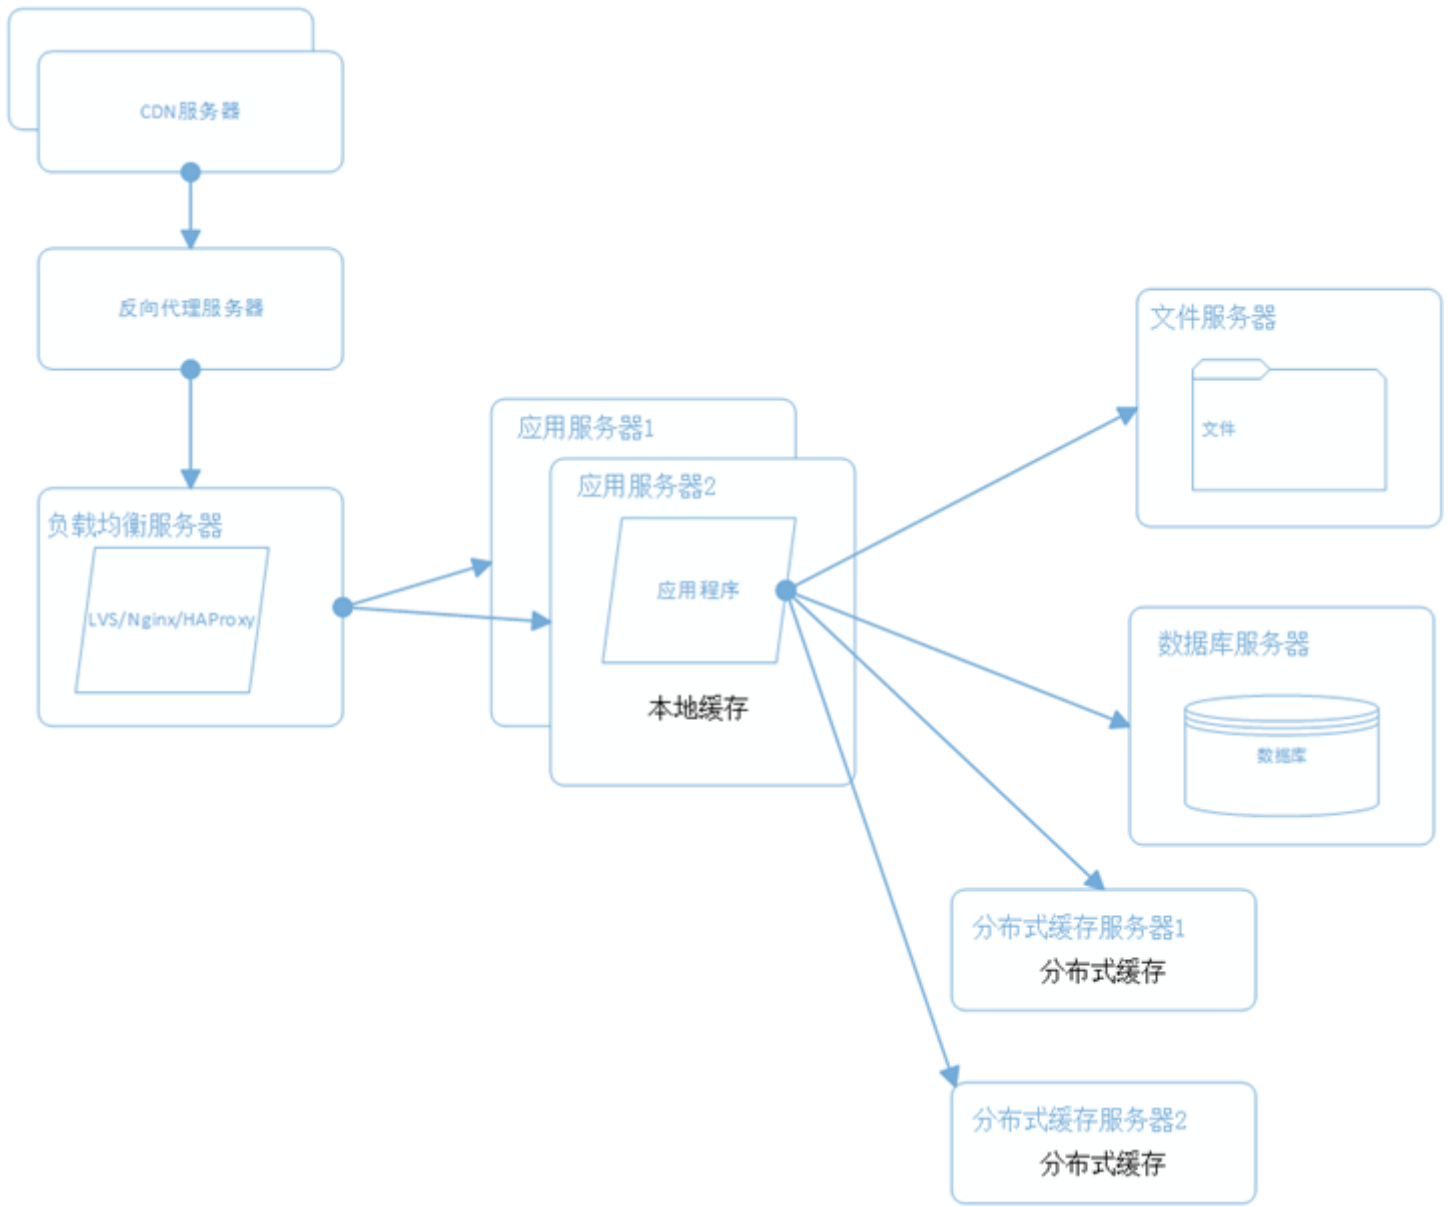 CDN服务器
反向代理服务器
负载均衡服务器
LVS/Nginx/HAProxy
应用服务器1
应用服务器2
应用程序
本地缓存
文件服务器
文件
数据库服务器
数据库
分布式缓存服务器1
分布式缓存
分布式缓存服务器2
分布式缓存